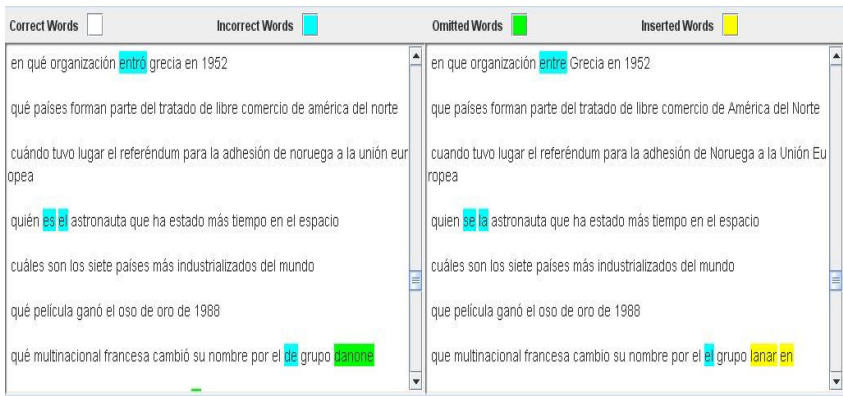 Correct Words Incorrect Words Omitted Words Inserted Words
en qué organización entró grecia en 1952
qué países forman parte del tratado de libre comercio de américa del norte
cuándo tuvo lugar el referéndum para la adhesión de noruega a la unión eur
opea
quién es el astronauta que ha estado más tiempo en el espacio
cuáles son los siete países más industrializados del mundo
qué película ganó el oso de oro de 1988
qué multinacional francesa cambió su nombre por el de grupo danone
en que organización entre Grecia en 1952
que países forman parte del tratado de libre comercio de América del Norte
cuando tuvo lugar el referéndum para la adhesión de Noruega a la Unión Eu
ropea
quien se la astronauta que ha estado más tiempo en el espacio
cuáles son los siete países más industrializados del mundo
que película ganó el oso de oro de 1988
que multinacional francesa cambio su nombre por el el grupo lanar en